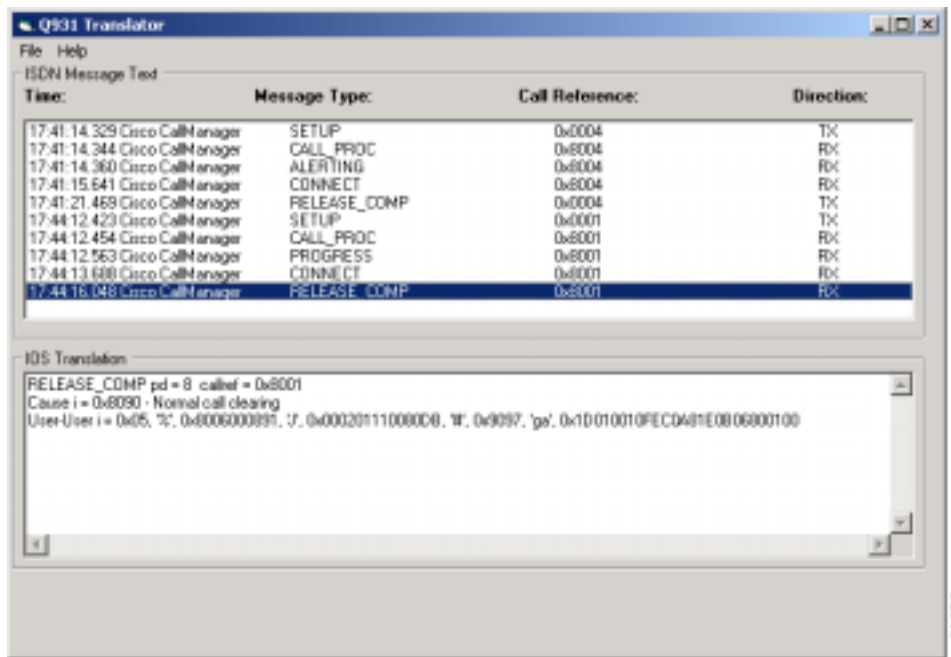 Q931 Translator
File Help
ISDN Message Text
Time: Message Type: Call Reference: Direction:
17:41:14.329 Cisco CallManager SETUP 0x0004 TX
17:41:14.344 Cisco CallManager CALL_PROC 0x8004 RX
17:41:14.360 Cisco CallManager ALERTING 0x8004 RX
17:41:15.641 Cisco CallManager CONNECT 0x8004 RX
17:41:21.469 Cisco CallManager RELEASE_COMP 0x0004 TX
17:44:12.423 Cisco CallManager SETUP 0x0001 TX
17:44:12.454 Cisco CallManager CALL_PROC 0x8001 RX
17:44:12.563 Cisco CallManager PROGRESS 0x8001 RX
17:44:13.688 Cisco CallManager CONNECT 0x8001 RX
17:44:16.048 Cisco CallManager RELEASE_COMP 0x8001 RX
IOS Translation
RELEASE_COMP pd = 8 callref = 0x8001
Cause i = 0x8090 - Normal call clearing
User-User i = 0x05, '%', 0x8006000891, 0x9097, 'ga',